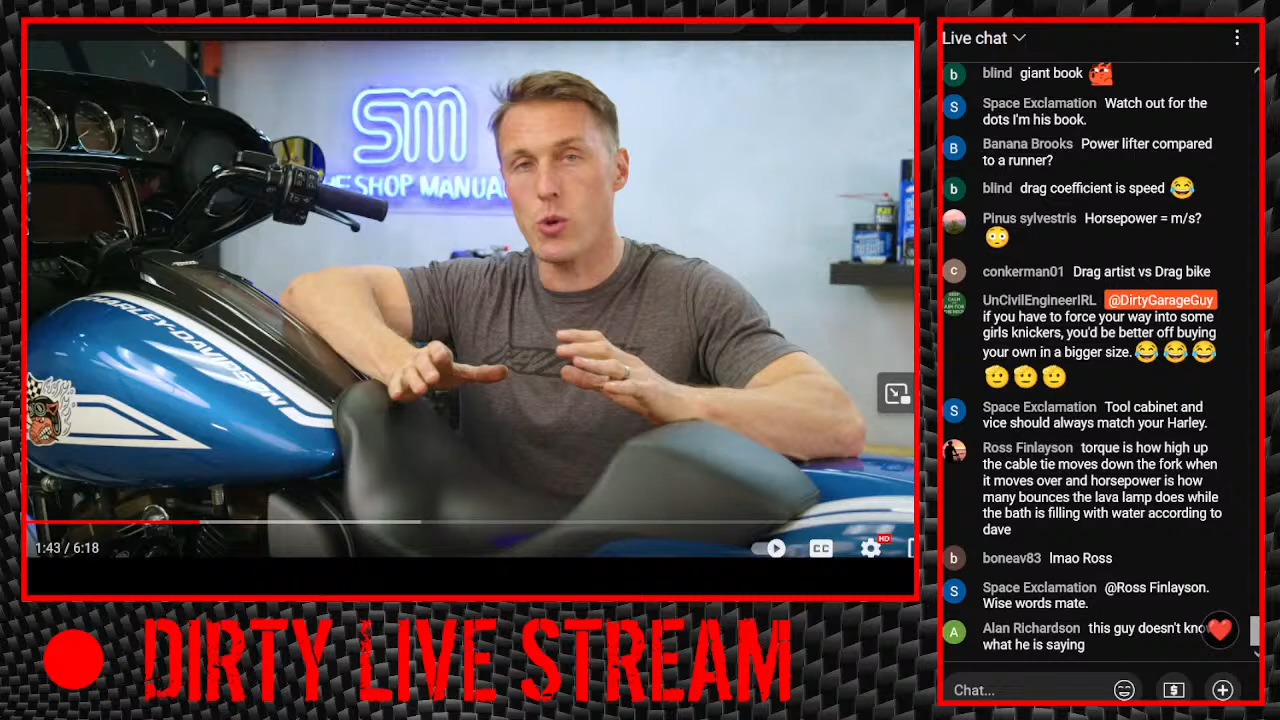 sm
THE SHOP MANUAL
HARLEY-DAVIDSON
1:43 / 6:18
CC
HD
DIRTY LIVE STREAM
Live chat
b
blind giant book
S
Space Exclamation Watch out for the
dots I'm his book.
B
Banana Brooks Power lifter compared
to a runner?
b
blind drag coefficient is speed 😂
Pinus sylvestris Horsepower = m/s?
😳
c
conkerman01 Drag artist vs Drag bike
UnCivilEngineerIRL @DirtyGarageGuy
if you have to force your way into some
girls knickers, you'd be better off buying
your own in a bigger size. 😂😂😂
🫡🫡🫡
S
Space Exclamation Tool cabinet and
vice should always match your Harley.
Ross Finlayson torque is how high up
the cable tie moves down the fork when
it moves over and horsepower is how
many bounces the lava lamp does while
the bath is filling with water according to
dave
b
boneav83 lmao Ross
S
Space Exclamation @Ross Finlayson.
Wise words mate.
A
Alan Richardson this guy doesn't kno
what he is saying
Chat...
$